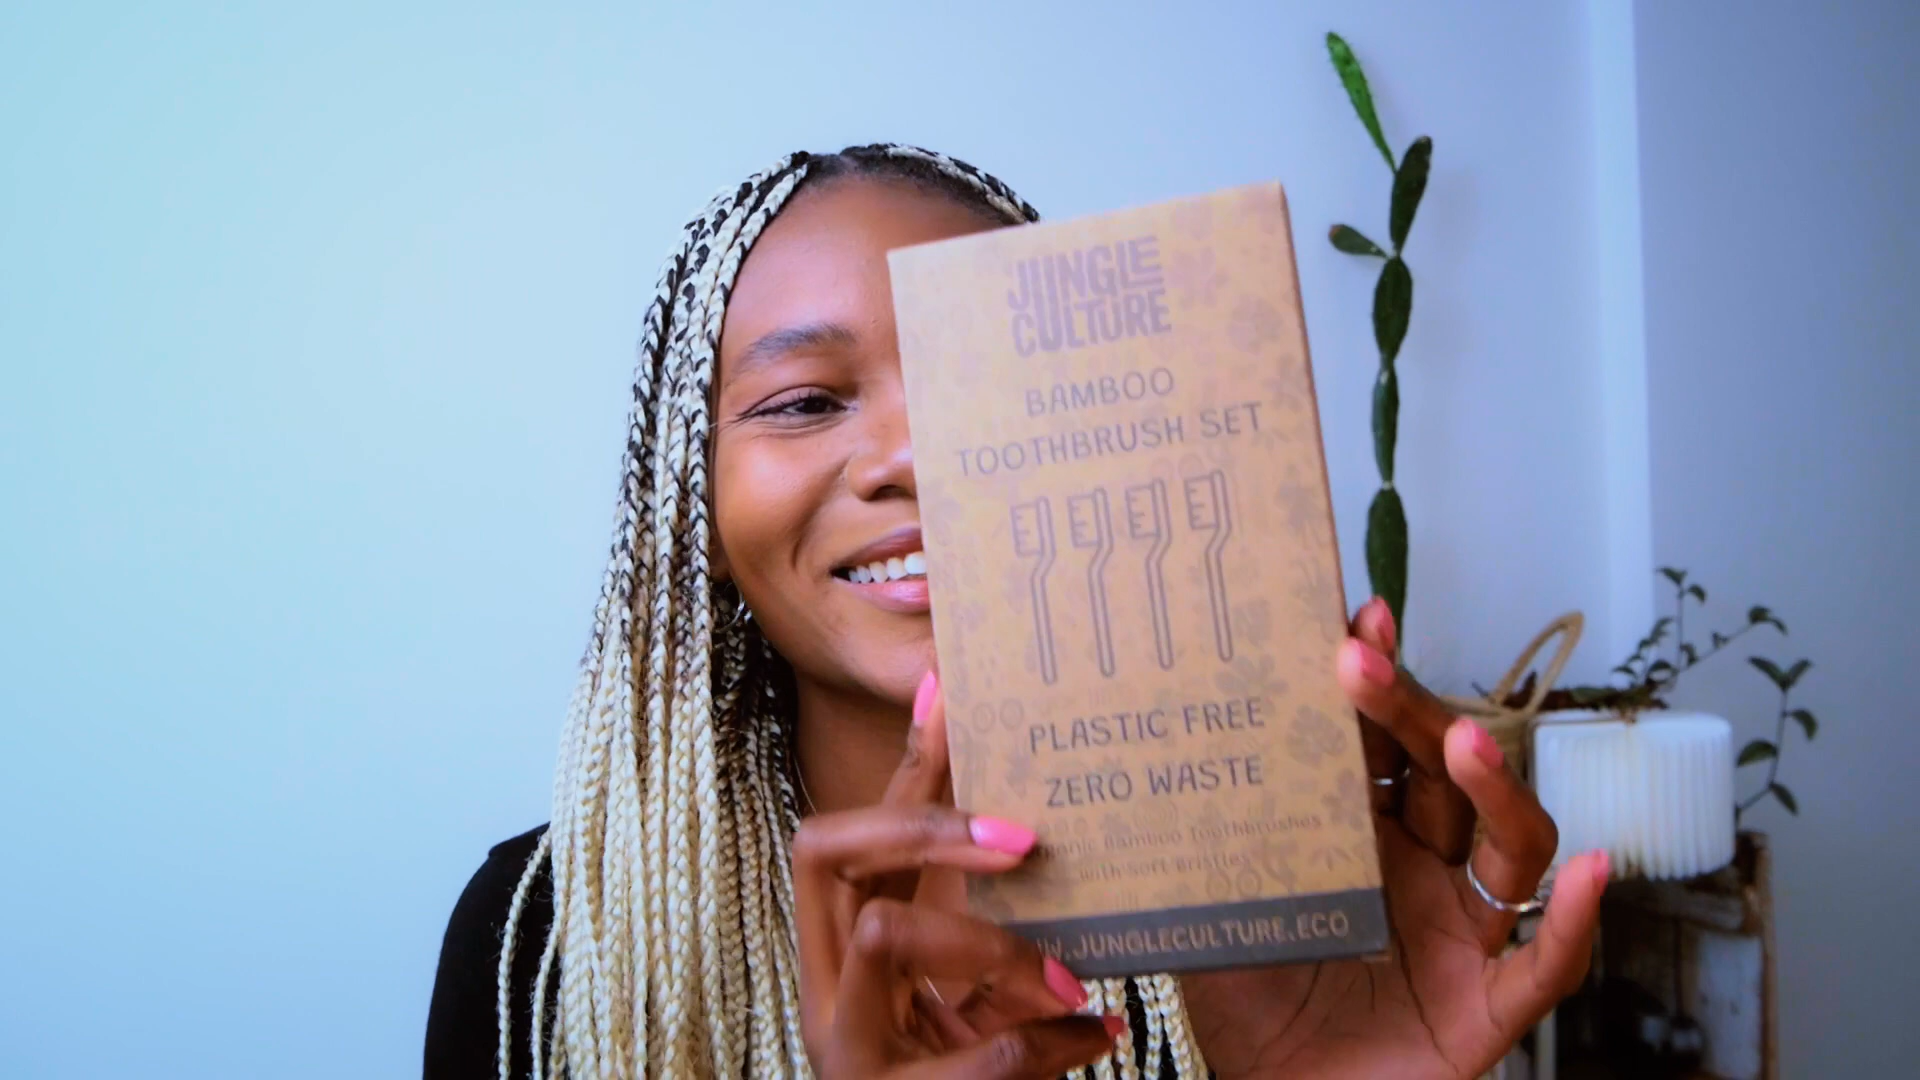 JUNGLE
CULTURE
BAMBOO
TOOTHBRUSH SET
PLASTIC FREE
ZERO WASTE
Bamboo Toothbrushes
with Soft Bristles
W.JUNGLECULTURE.ECO